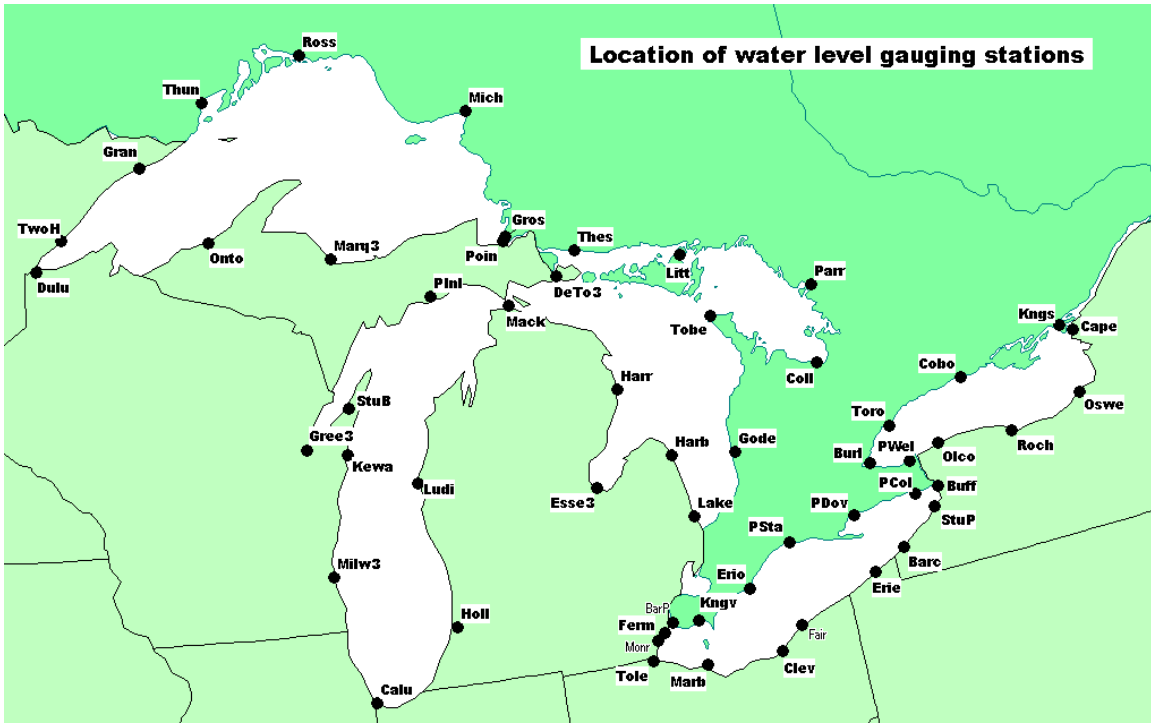 Ross
Location of water level gauging stations
Thun
Mich
Gran
Gros
TwoH
Thes
Onto
Marq3
Poin
Litt
Parr
Dulu
PInl
DeTo3
Mack
Kngs
Cape
Tobe
Coll
Cobo
Harr
StuB
Oswe
Toro
Gree3
Harb
Gode
PWel
Roch
Kewa
Burl
Olco
Ludi
PCol
Buff
Esse3
Lake
PDov
StuP
PSta
Barc
Milw3
Erio
Erie
Kngv
BarP
Holl
Ferm
Fair
Monr
Tole
Marb
Clev
Calu